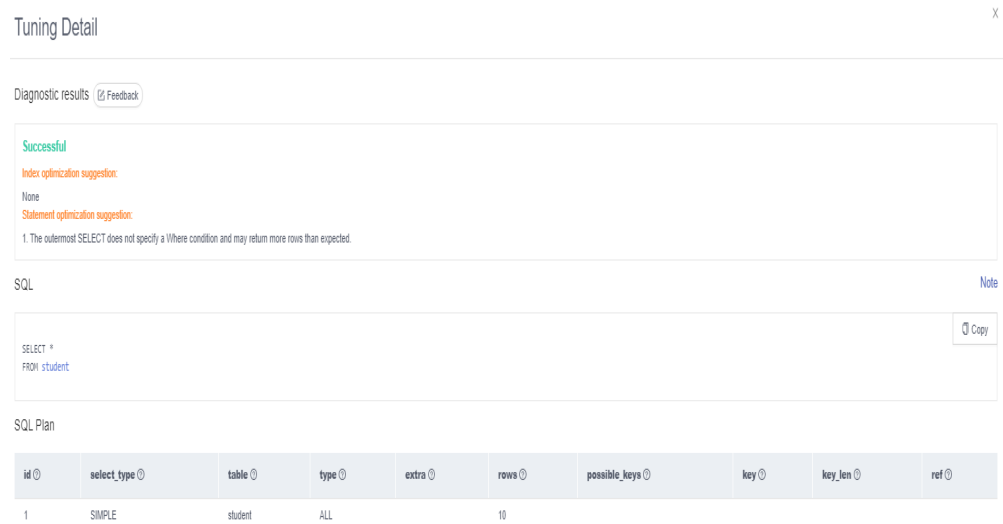 Tuning Detail
X
Diagnostic results Feedback
Successful
Index optimization suggestion:
None
Statement optimization suggestion:
1. The outermost SELECT does not specify a Where condition and may return more rows than expected.
SQL
Note
Copy
SELECT *
FROM student
SQL Plan
id select_type table type extra rows possible_keys key key_len ref
1 SIMPLE student ALL 10